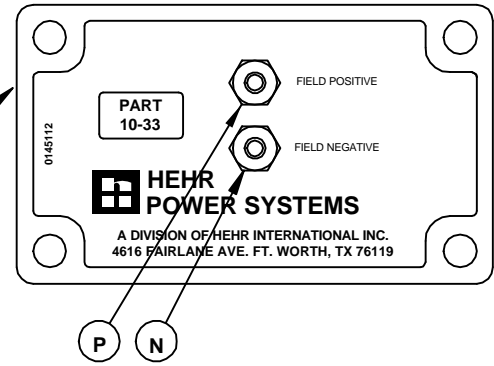 PART
10-33
0145112
FIELD POSITIVE
FIELD NEGATIVE
HEHR
POWER SYSTEMS
A DIVISION OF HEHR INTERNATIONAL INC.
4616 FAIRLANE AVE. FT. WORTH, TX 76119
P
N